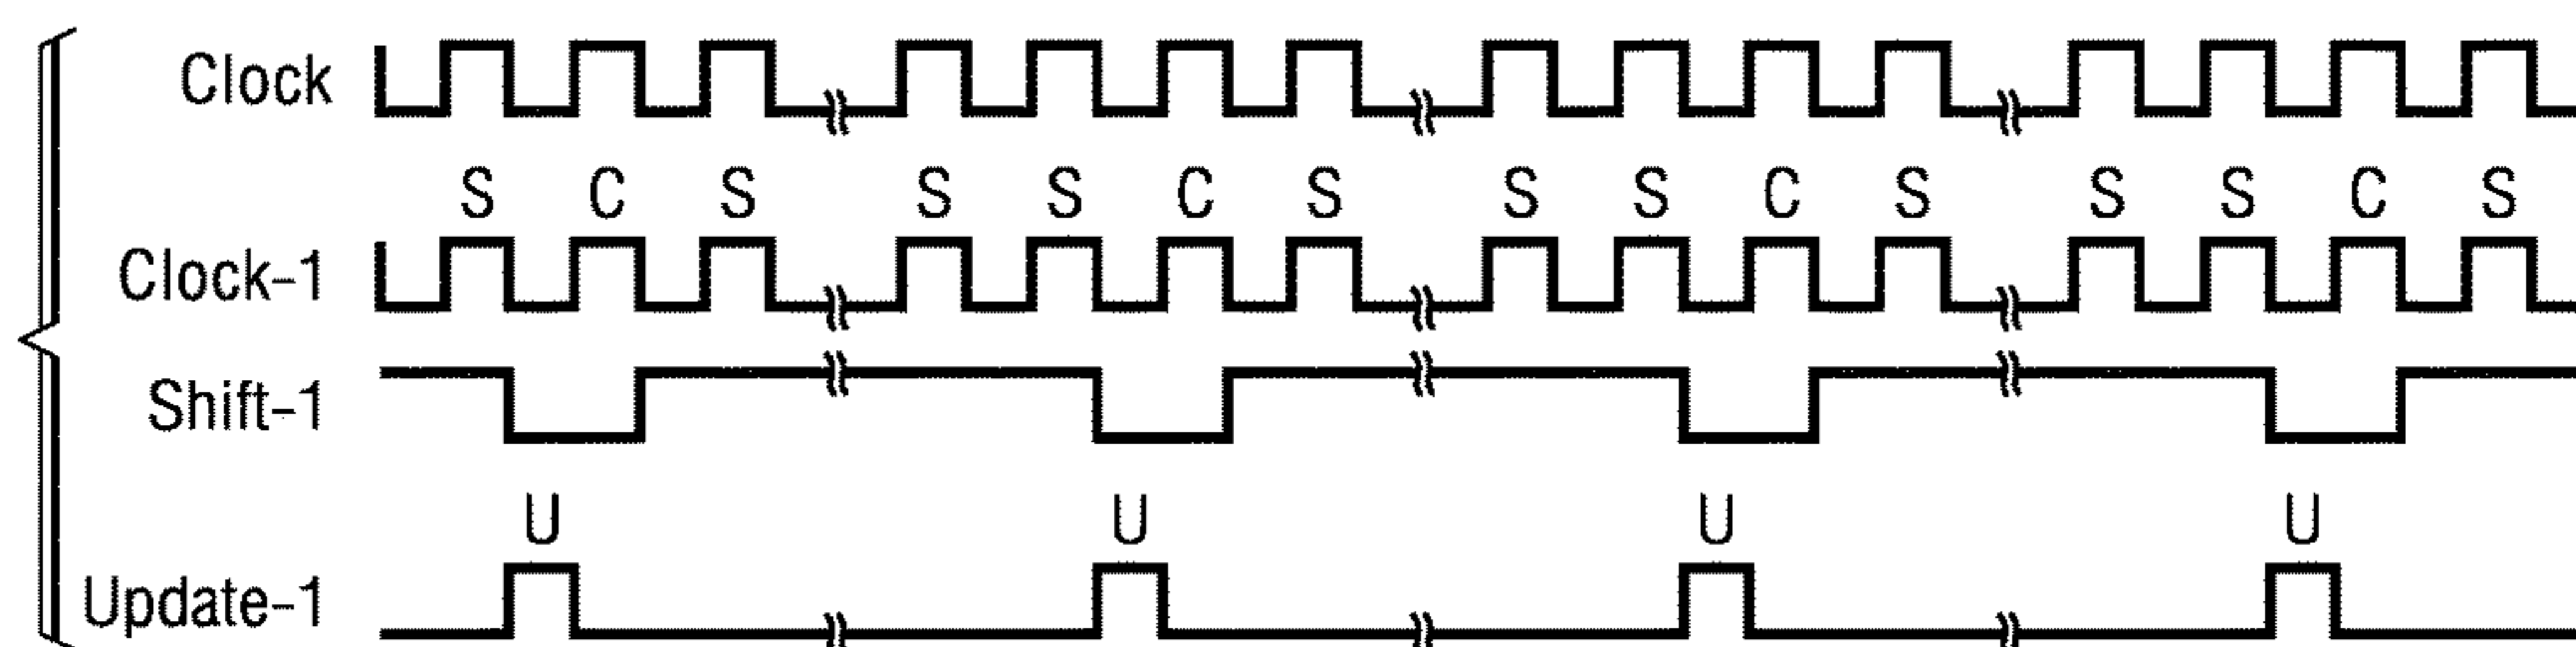 Clock
S C S S S C S S S C S S S C S
Clock-1
Shift-1
U U U U
Update-1